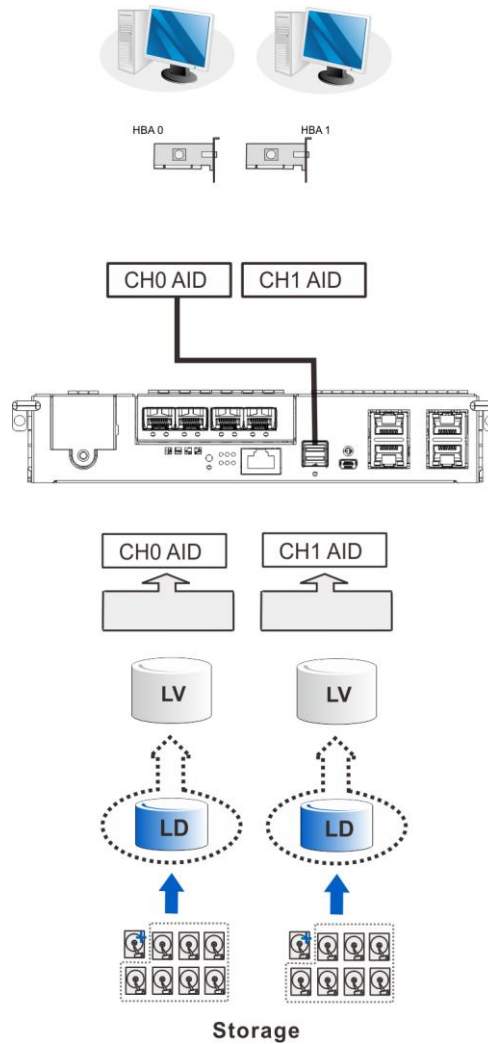 HBA 0 HBA 1
CH0 AID CH1 AID
CH0 AID CH1 AID
LV LV
LD LD
Storage